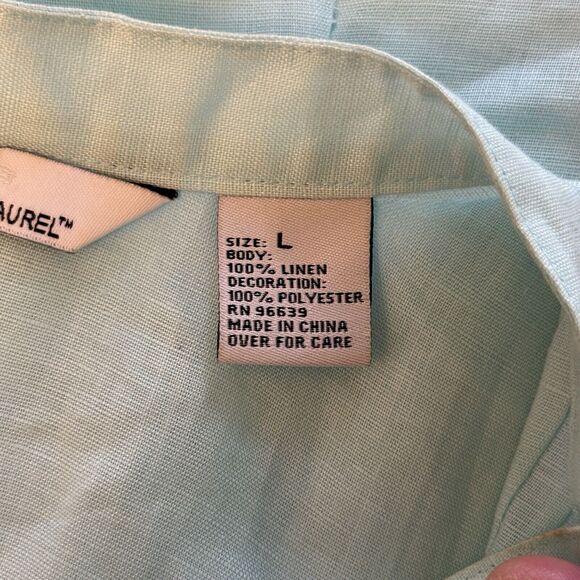 AUREL™
SIZE: L
BODY:
100% LINEN
DECORATION:
100% POLYESTER
RN 96639
MADE IN CHINA
OVER FOR CARE